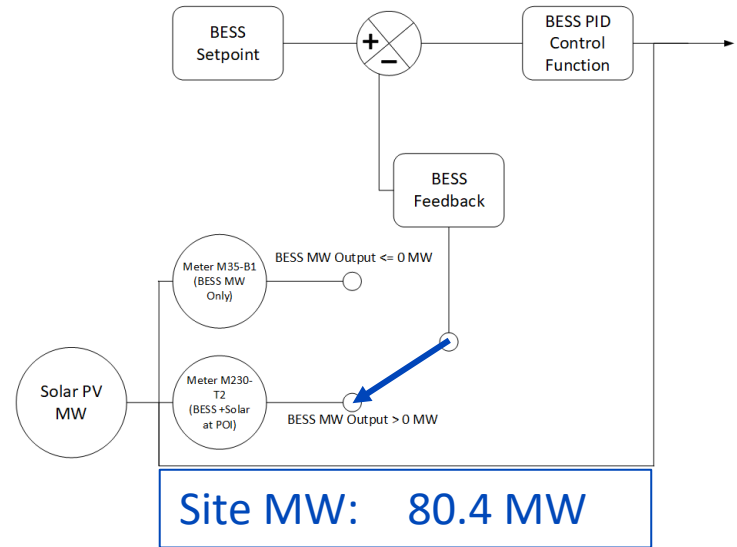 BESS
Setpoint
+
−
BESS PID
Control
Function
BESS
Feedback
Meter M35-B1
(BESS MW
Only)
BESS MW Output <= 0 MW
Solar PV
MW
Meter M230-
T2
(BESS +Solar
at POI)
BESS MW Output > 0 MW
Site MW: 80.4 MW